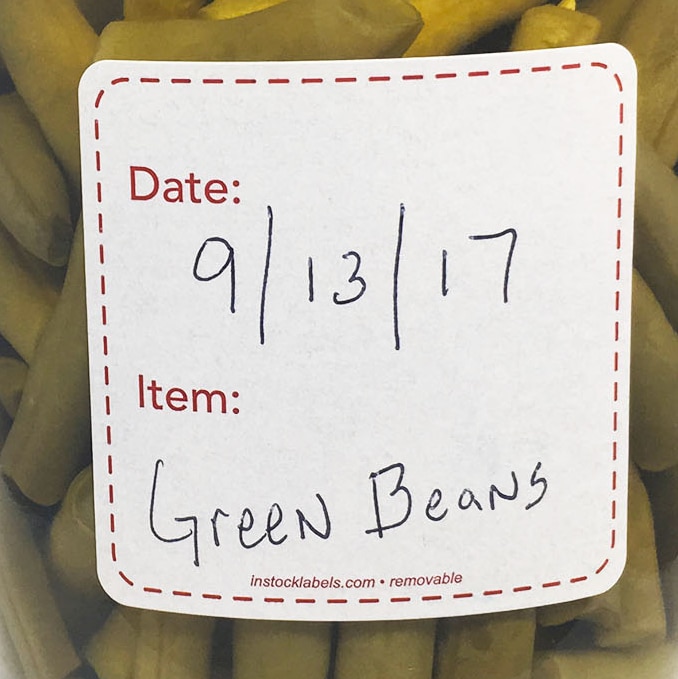 Date:
9/13/17
Item:
Green Beans
instocklabels.com • removable